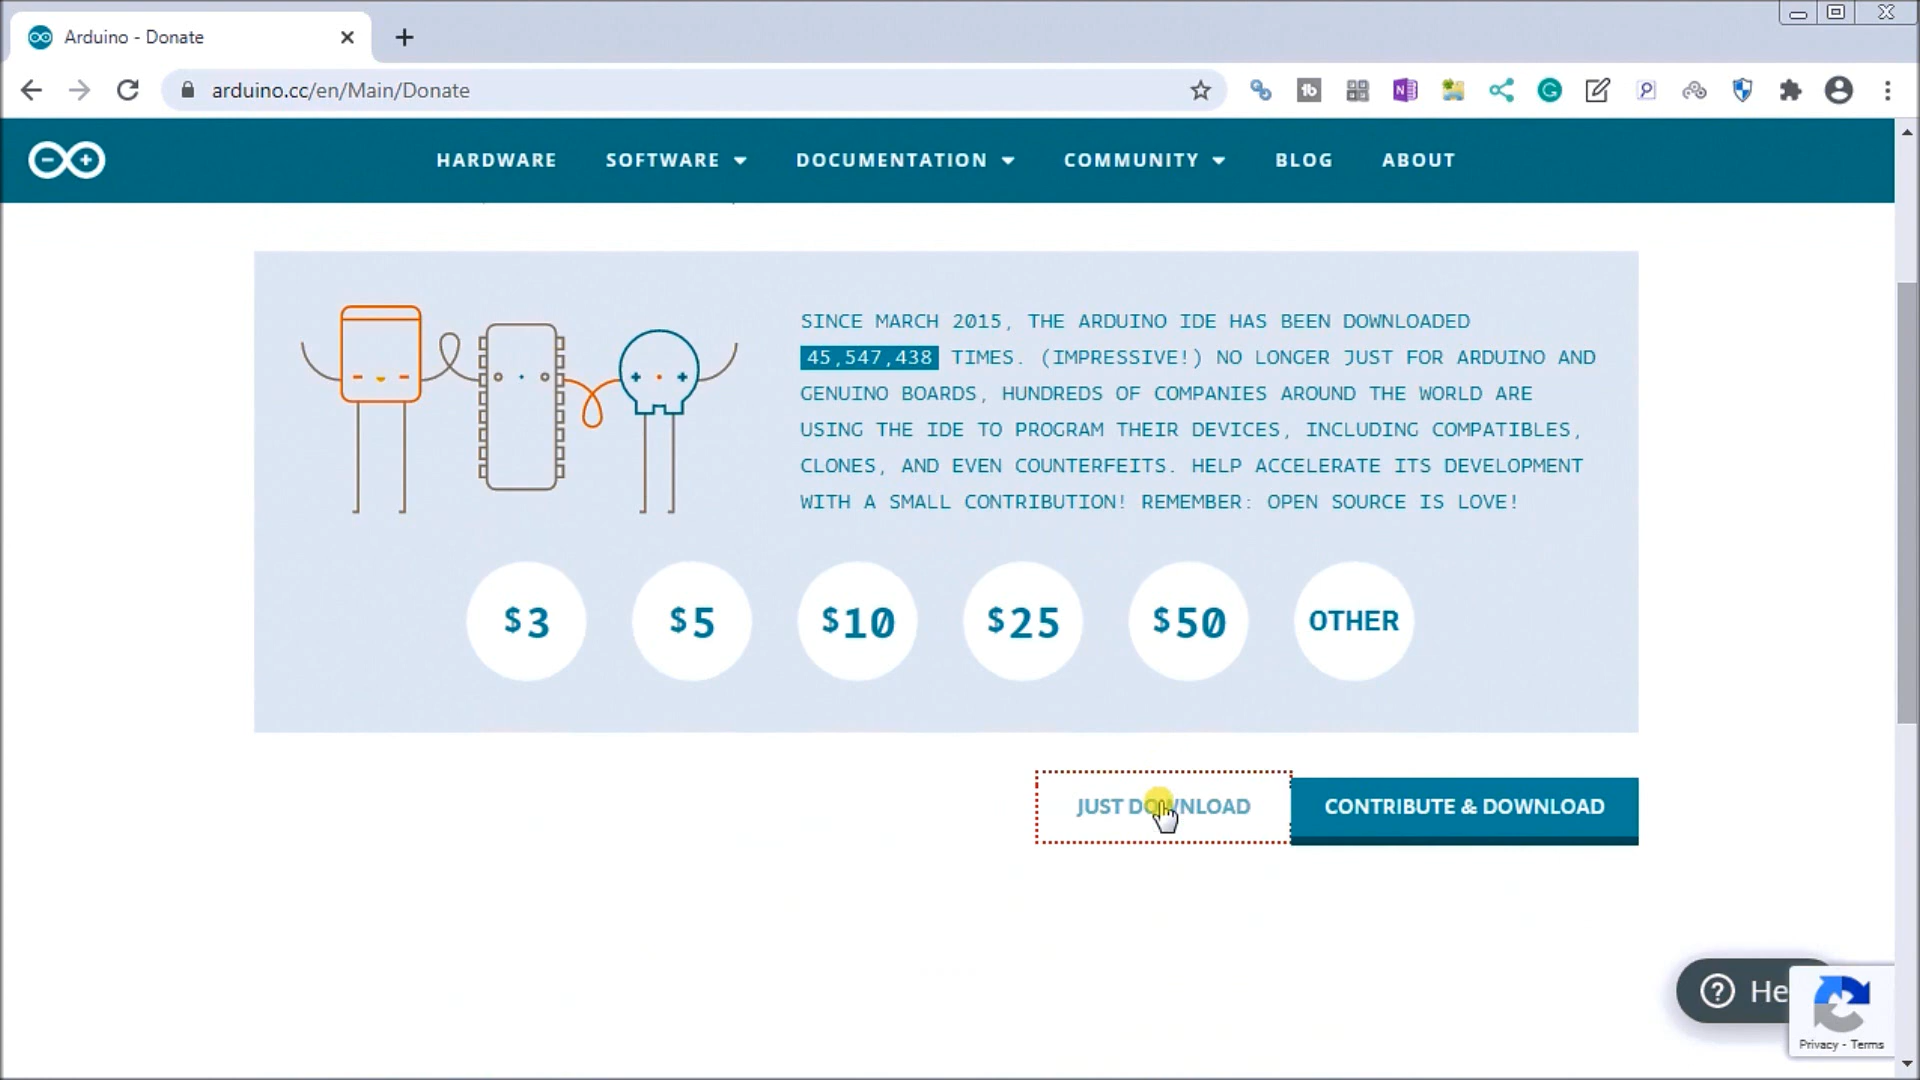 Arduino - Donate
arduino.cc/en/Main/Donate
HARDWARE SOFTWARE DOCUMENTATION COMMUNITY BLOG ABOUT
SINCE MARCH 2015, THE ARDUINO IDE HAS BEEN DOWNLOADED
45,547,438 TIMES. (IMPRESSIVE!) NO LONGER JUST FOR ARDUINO AND
GENUINO BOARDS, HUNDREDS OF COMPANIES AROUND THE WORLD ARE
USING THE IDE TO PROGRAM THEIR DEVICES, INCLUDING COMPATIBLES,
CLONES, AND EVEN COUNTERFEITS. HELP ACCELERATE ITS DEVELOPMENT
WITH A SMALL CONTRIBUTION! REMEMBER: OPEN SOURCE IS LOVE!
$3 $5 $10 $25 $50 OTHER
JUST DOWNLOAD CONTRIBUTE & DOWNLOAD
He
Privacy - Terms